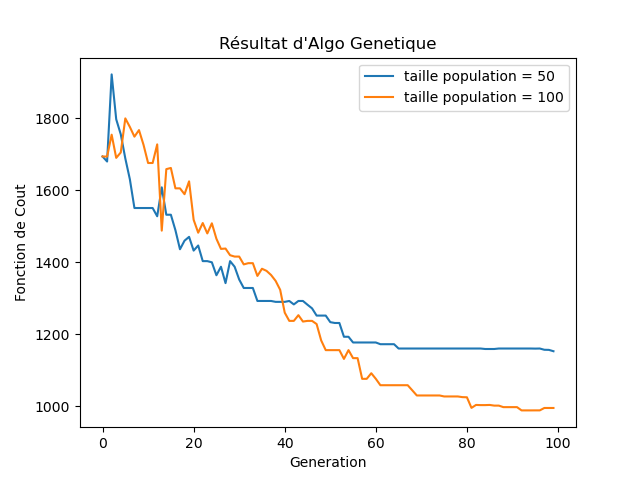 Résultat d'Algo Genetique
taille population = 50
taille population = 100
Fonction de Cout
1800
1600
1400
1200
1000
0 20 40 60 80 100
Generation